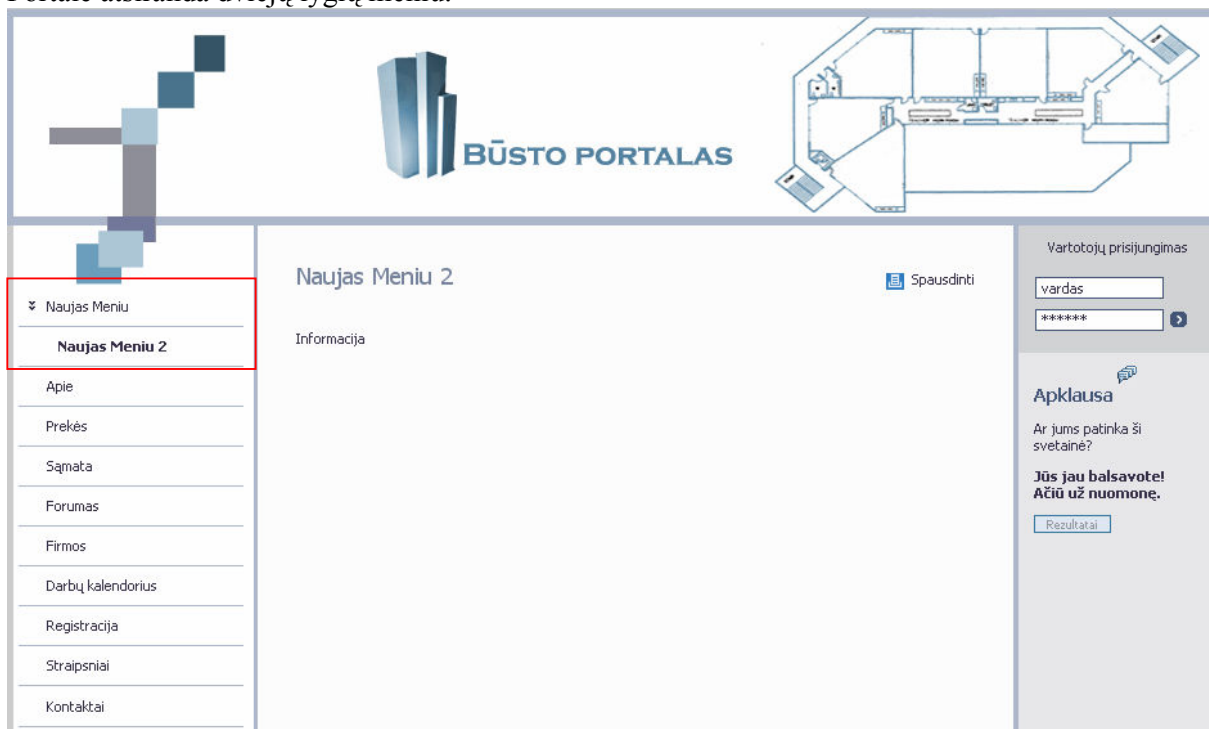 Portale atsiranda dviejų lygių meniu.
BŪSTO PORTALAS
Naujas Meniu
Naujas Meniu 2
Apie
Prekės
Sąmata
Forumas
Firmos
Darbų kalendorius
Registracija
Straipsniai
Kontaktai
Naujas Meniu 2
Spausdinti
Informacija
Vartotojų prisijungimas
vardas
******
Apklausa
Ar jums patinka ši
svetainė?
Jūs jau balsavote!
Ačiū už nuomonę.
Rezultatai